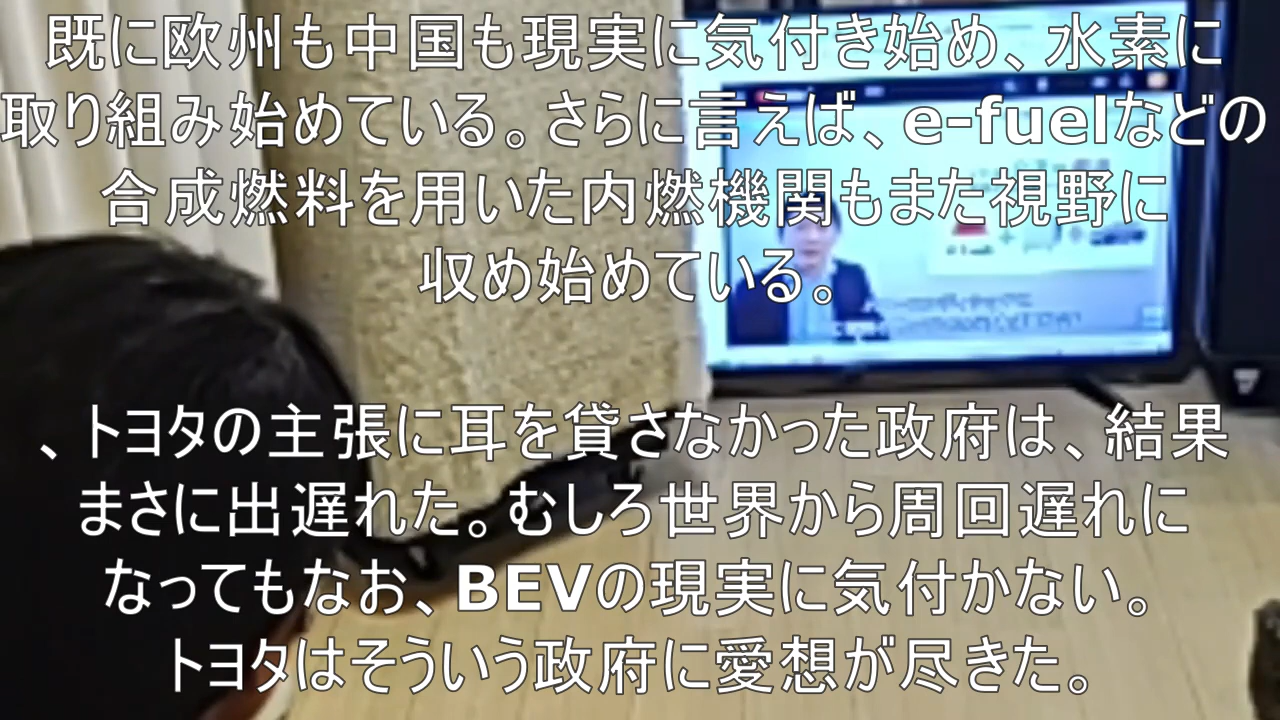 既に欧州も中国も現実に気付き始め、水素に
取り組み始めている。さらに言えば、e-fuelなどの
合成燃料を用いた内燃機関もまた視野に
収め始めている。
、トヨタの主張に耳を貸さなかった政府は、結果
まさに出遅れた。むしろ世界から周回遅れに
なってもなお、BEVの現実に気付かない。
トヨタはそういう政府に愛想が尽きた。